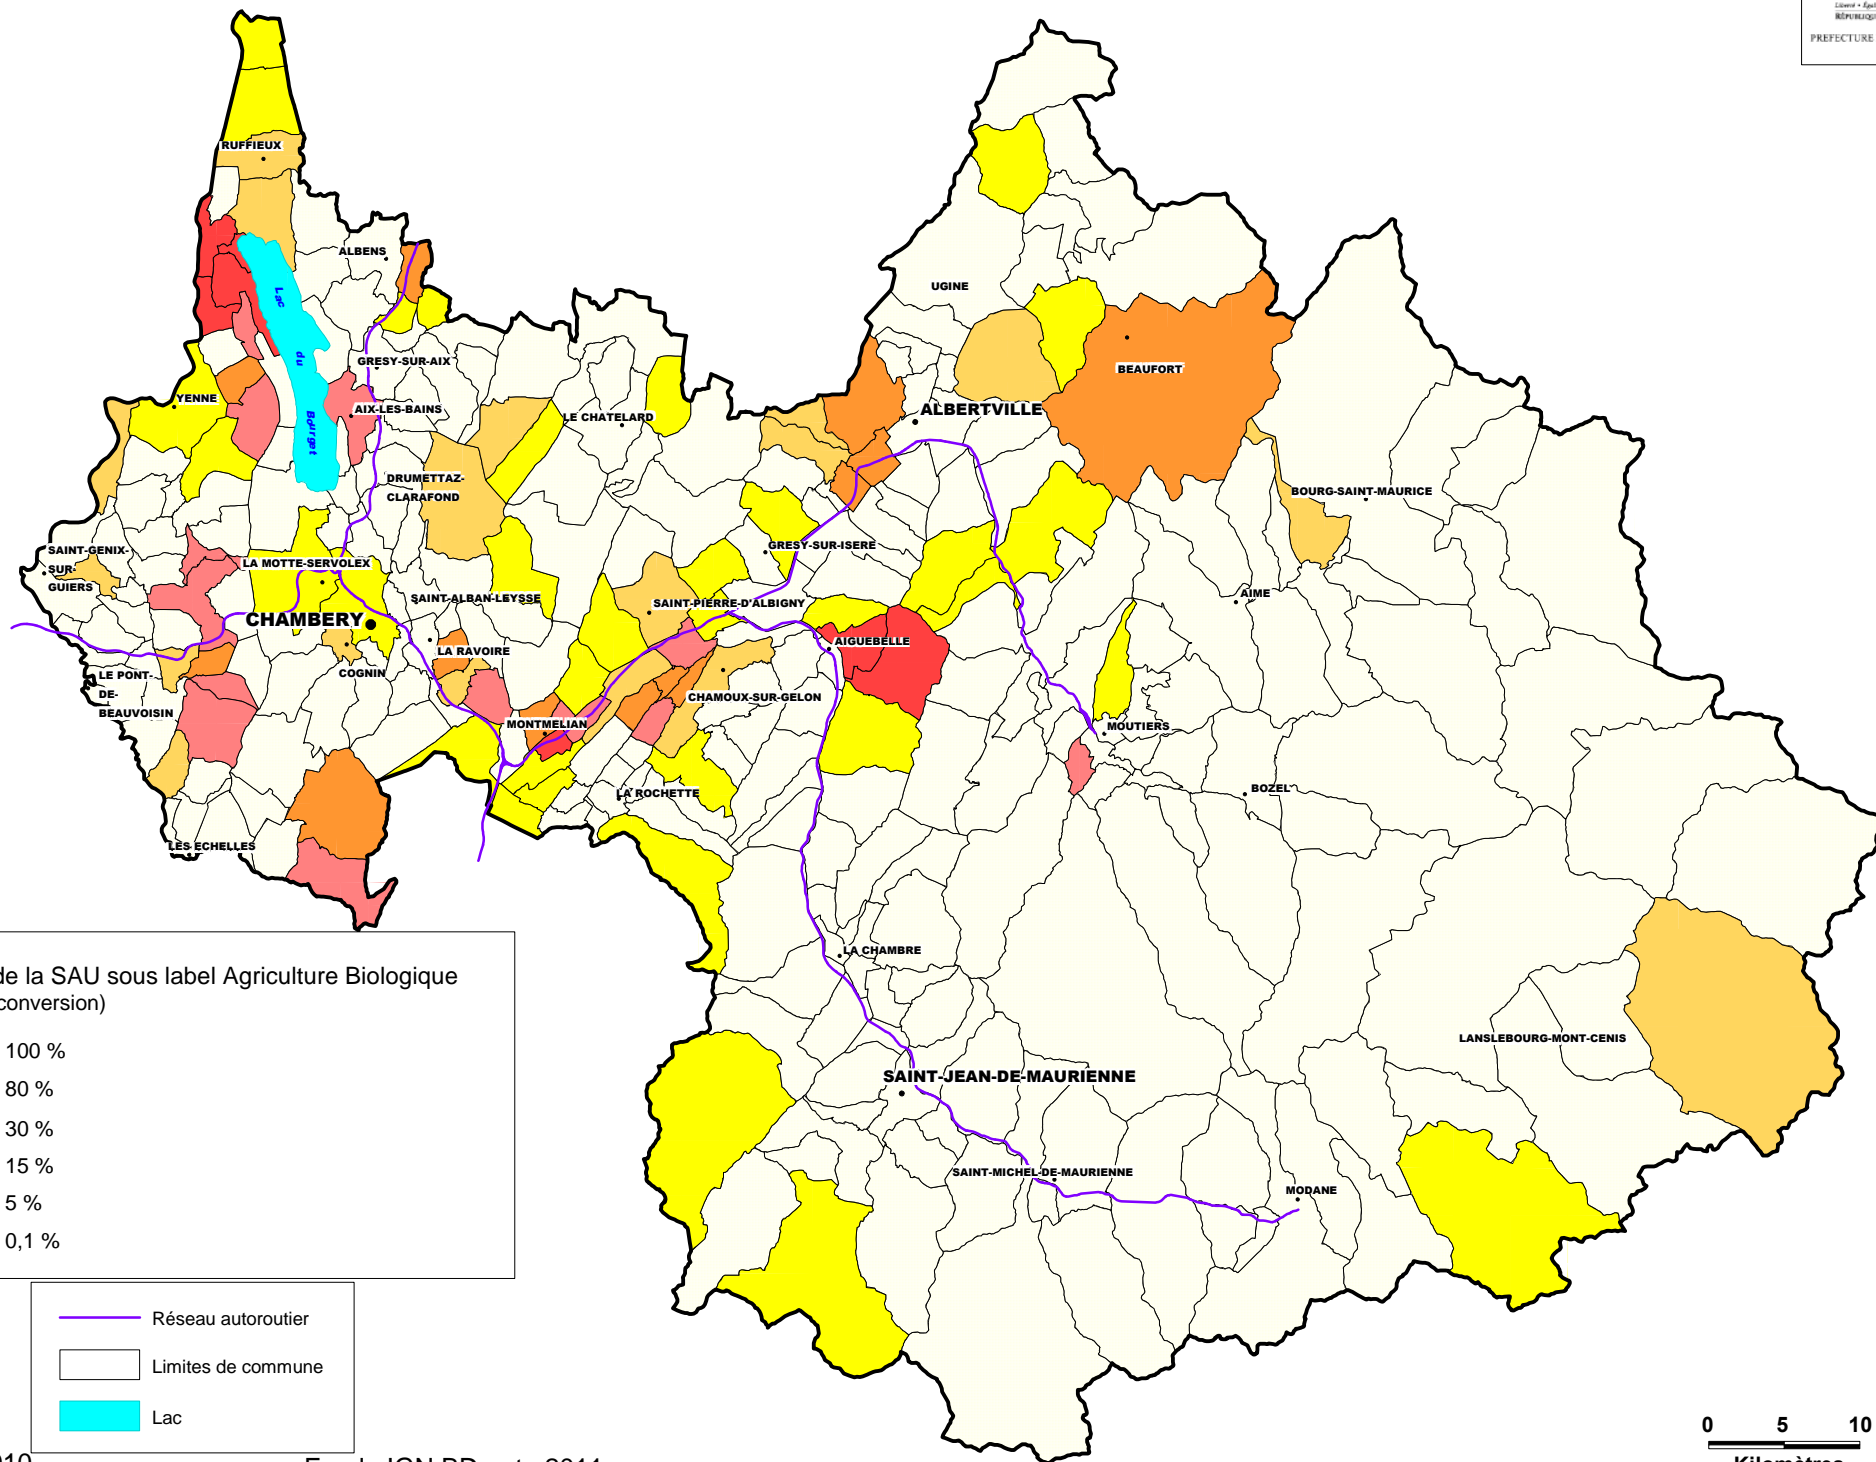 Liberté • Égal
RÉPUBLIQU
PREFECTURE
RUFFIEUX
ALBENS
UGINE
Lac
du
Bourget
GRESY-SUR-AIX
BEAUFORT
YENNE
AIX-LES-BAINS
LE CHATELARD
ALBERTVILLE
DRUMETTAZ-
CLARAFOND
BOURG-SAINT-MAURICE
SAINT-GENIX-
SUR-
GUIERS
GRESY-SUR-ISERE
LA MOTTE-SERVOLEX
SAINT-ALBAN-LEYSSE
SAINT-PIERRE-D'ALBIGNY
AIME
CHAMBERY
AIGUEBELLE
LA RAVOIRE
COGNIN
LE PONT-
DE-
BEAUVOISIN
CHAMOUX-SUR-GELON
MONTMELIAN
MOUTIERS
LA ROCHETTE
BOZEL
LES ECHELLES
LA CHAMBRE
de la SAU sous label Agriculture Biologique
conversion)
100 %
80 %
30 %
15 %
5 %
0,1 %
LANSLEBOURG-MONT-CENIS
SAINT-JEAN-DE-MAURIENNE
SAINT-MICHEL-DE-MAURIENNE
MODANE
Réseau autoroutier
Limites de commune
Lac
0 5 10
Kilomètres